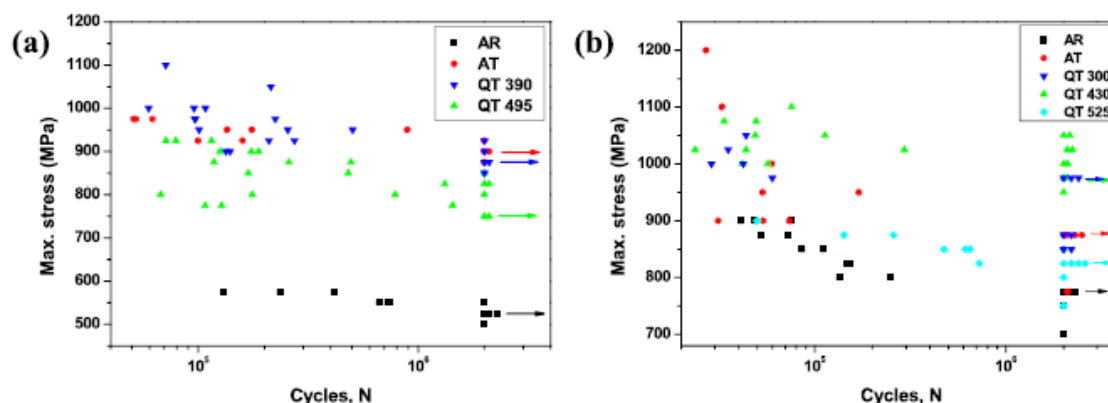 (a)
1200
1100
1000
900
800
700
600
500
Max. stress (MPa)
10^5
10^6
Cycles, N
AR
AT
QT 390
QT 495
(b)
1200
1100
1000
900
800
700
Max. stress (MPa)
10^5
10^6
Cycles, N
AR
AT
QT 300
QT 430
QT 525